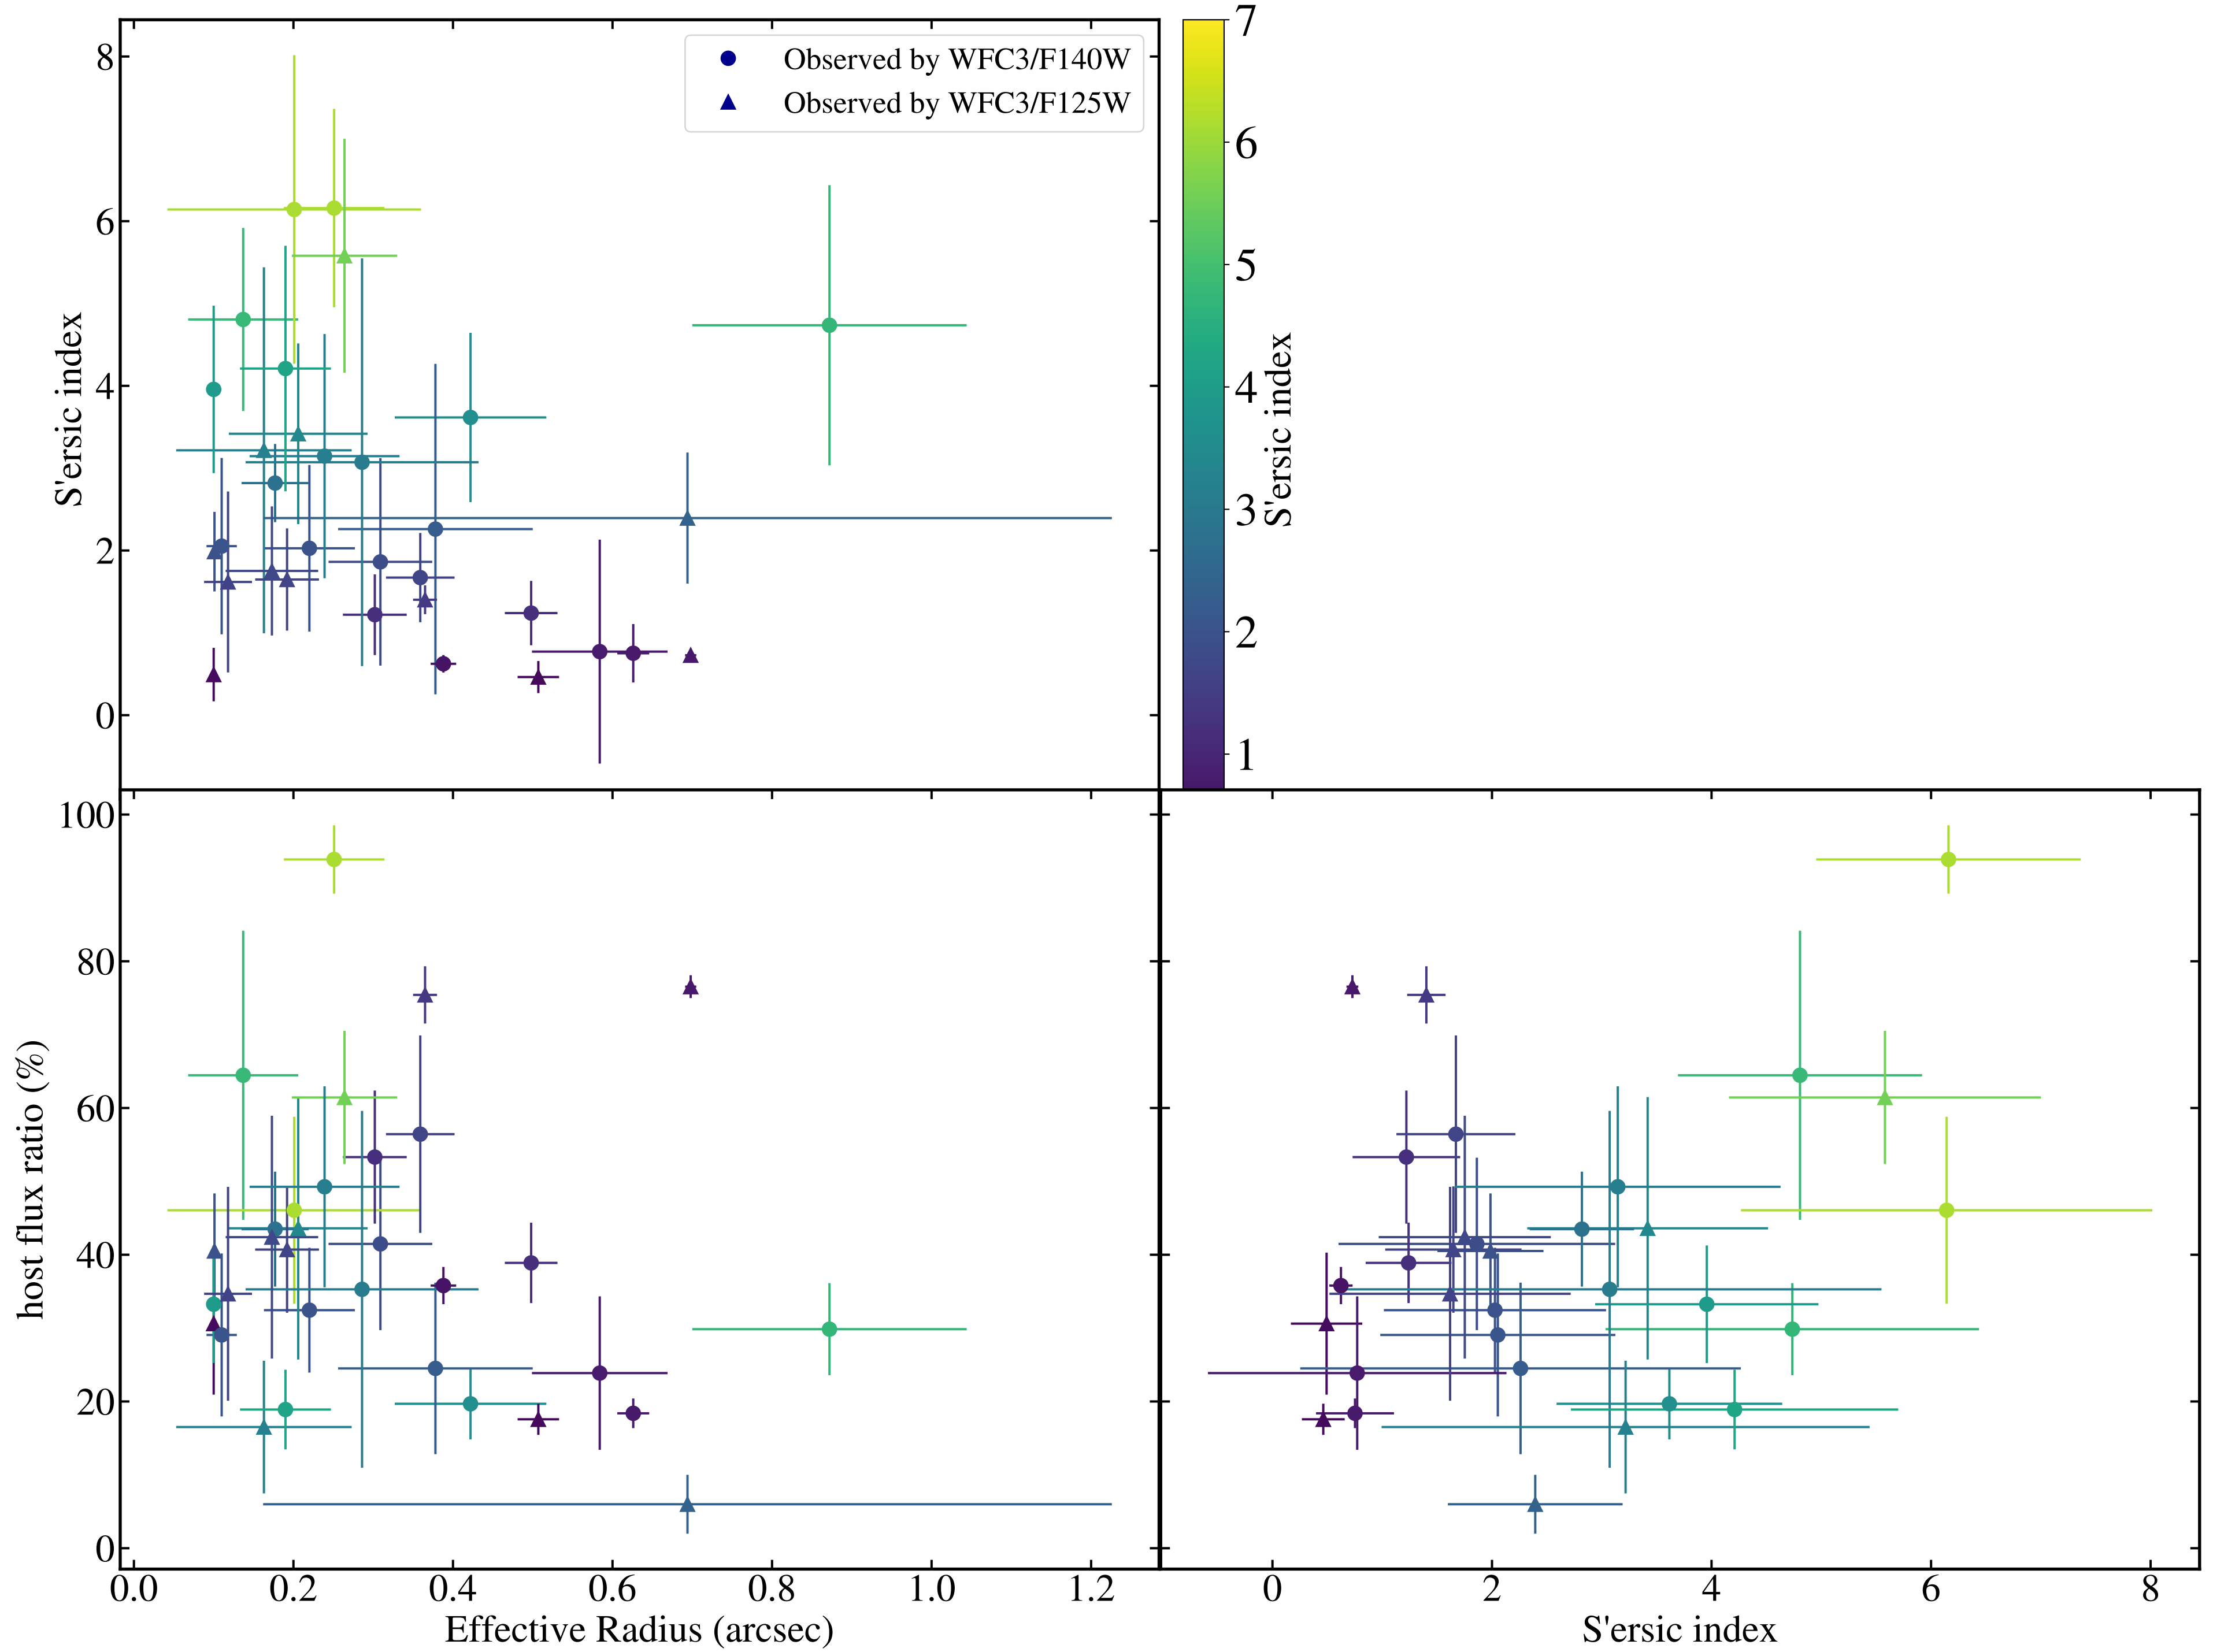 8
6
4
2
0
S'ersic index
Observed by WFC3/F140W
Observed by WFC3/F125W
7
6
5
4
3
2
1
S'ersic index
100
80
60
40
20
0
host flux ratio (%)
0.0 0.2 0.4 0.6 0.8 1.0 1.2
Effective Radius (arcsec)
0 2 4 6 8
S'ersic index